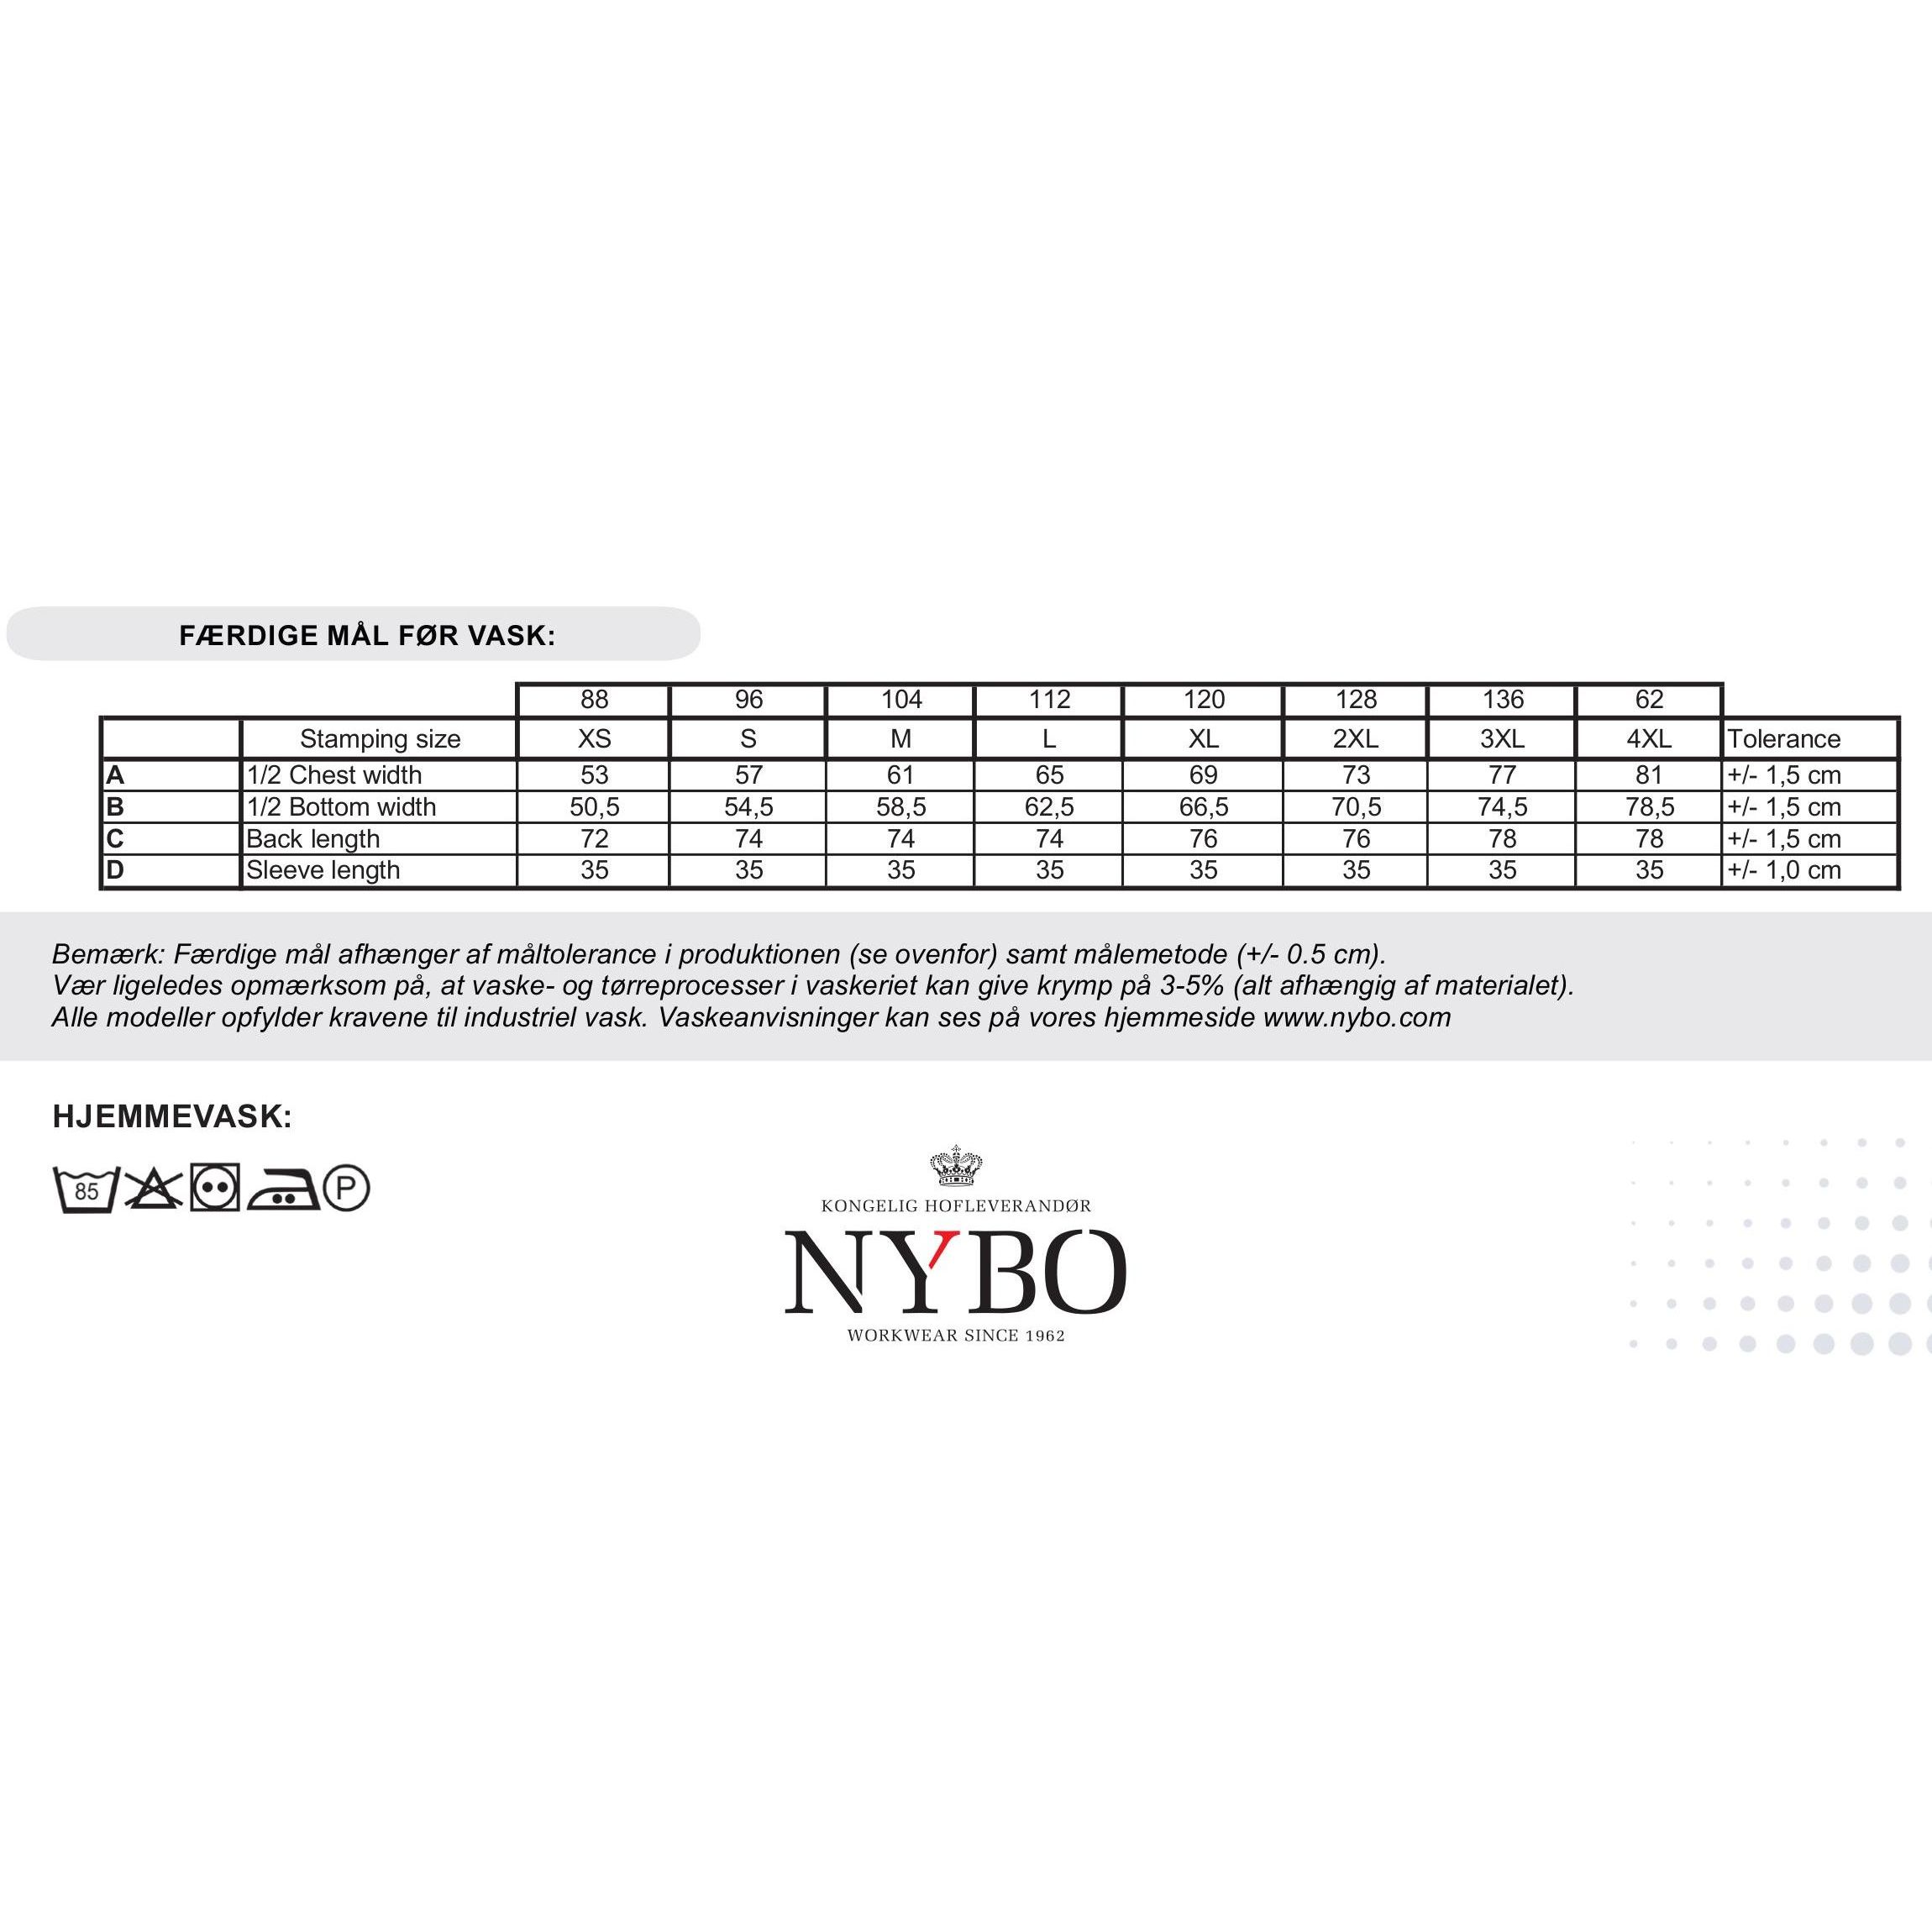 FÆRDIGE MÅL FØR VASK:
88 96 104 112 120 128 136 62
Stamping size XS S M L XL 2XL 3XL 4XL Tolerance
A 1/2 Chest width 53 57 61 65 69 73 77 81 +/- 1,5 cm
B 1/2 Bottom width 50,5 54,5 58,5 62,5 66,5 70,5 74,5 78,5 +/- 1,5 cm
C Back length 72 74 74 74 76 76 78 78 +/- 1,5 cm
D Sleeve length 35 35 35 35 35 35 35 35 +/- 1,0 cm
Bemærk: Færdige mål afhænger af måltolerance i produktionen (se ovenfor) samt målemetode (+/- 0.5 cm).
Vær ligeledes opmærksom på, at vaske- og tørreprocesser i vaskeriet kan give krymp på 3-5% (alt afhængig af materialet).
Alle modeller opfylder kravene til industriel vask. Vaskeanvisninger kan ses på vores hjemmeside www.nybo.com
HJEMMEVASK:
85 P
KONGELIG HOFLEVERANDØR
NYBO
WORKWEAR SINCE 1962